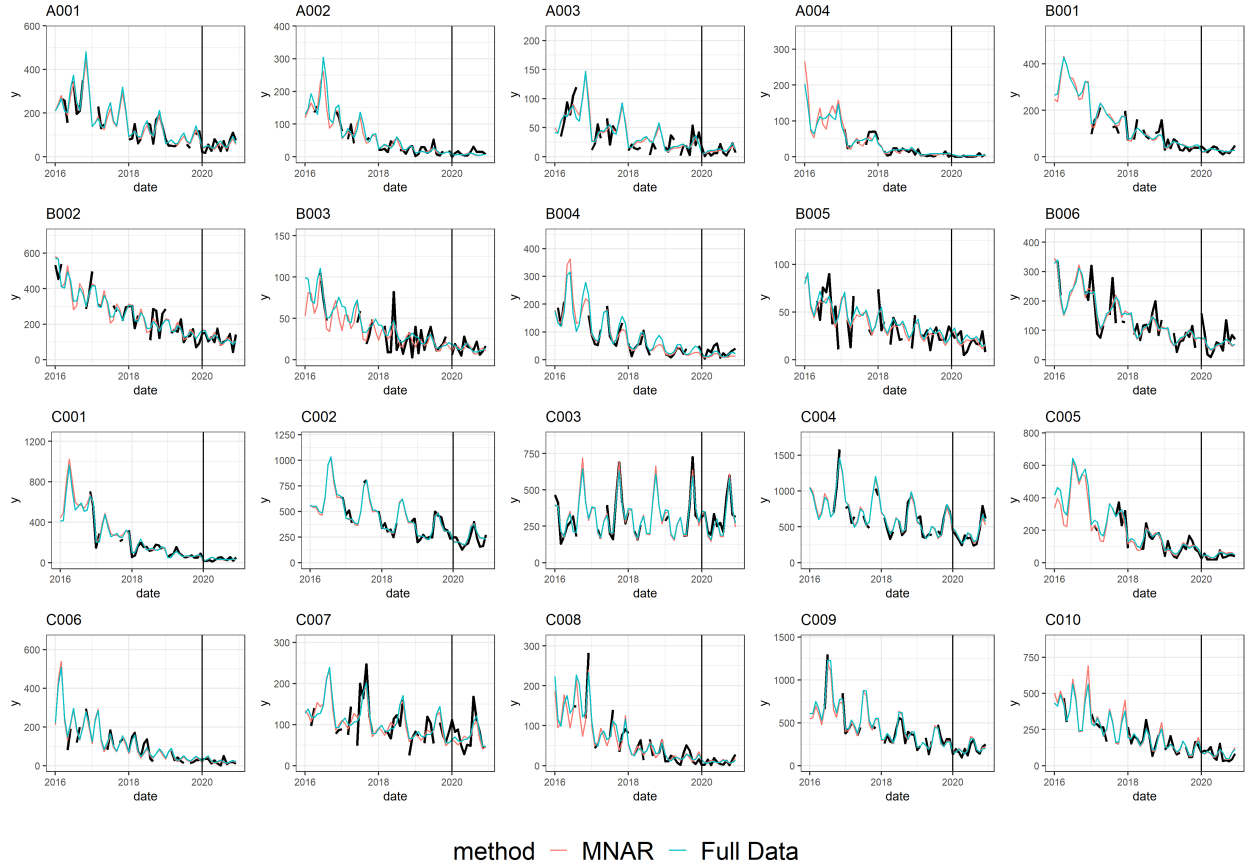 A001 A002 A003 A004 B001
600 400 200 0 y 2016 2018 2020 date
400 300 200 100 0 y 2016 2018 2020 date
200 150 100 50 0 y 2016 2018 2020 date
300 200 100 0 y 2016 2018 2020 date
400 200 0 y 2016 2018 2020 date
B002 B003 B004 B005 B006
600 400 200 0 y 2016 2018 2020 date
150 100 50 0 y 2016 2018 2020 date
400 300 200 100 0 y 2016 2018 2020 date
100 50 0 y 2016 2018 2020 date
400 300 200 100 0 y 2016 2018 2020 date
C001 C002 C003 C004 C005
1200 800 400 0 y 2016 2018 2020 date
1250 1000 750 500 250 0 y 2016 2018 2020 date
750 500 250 0 y 2016 2018 2020 date
1500 1000 500 0 y 2016 2018 2020 date
800 600 400 200 0 y 2016 2018 2020 date
C006 C007 C008 C009 C010
600 400 200 0 y 2016 2018 2020 date
300 200 100 0 y 2016 2018 2020 date
300 200 100 0 y 2016 2018 2020 date
1500 1000 500 0 y 2016 2018 2020 date
750 500 250 0 y 2016 2018 2020 date
method MNAR Full Data